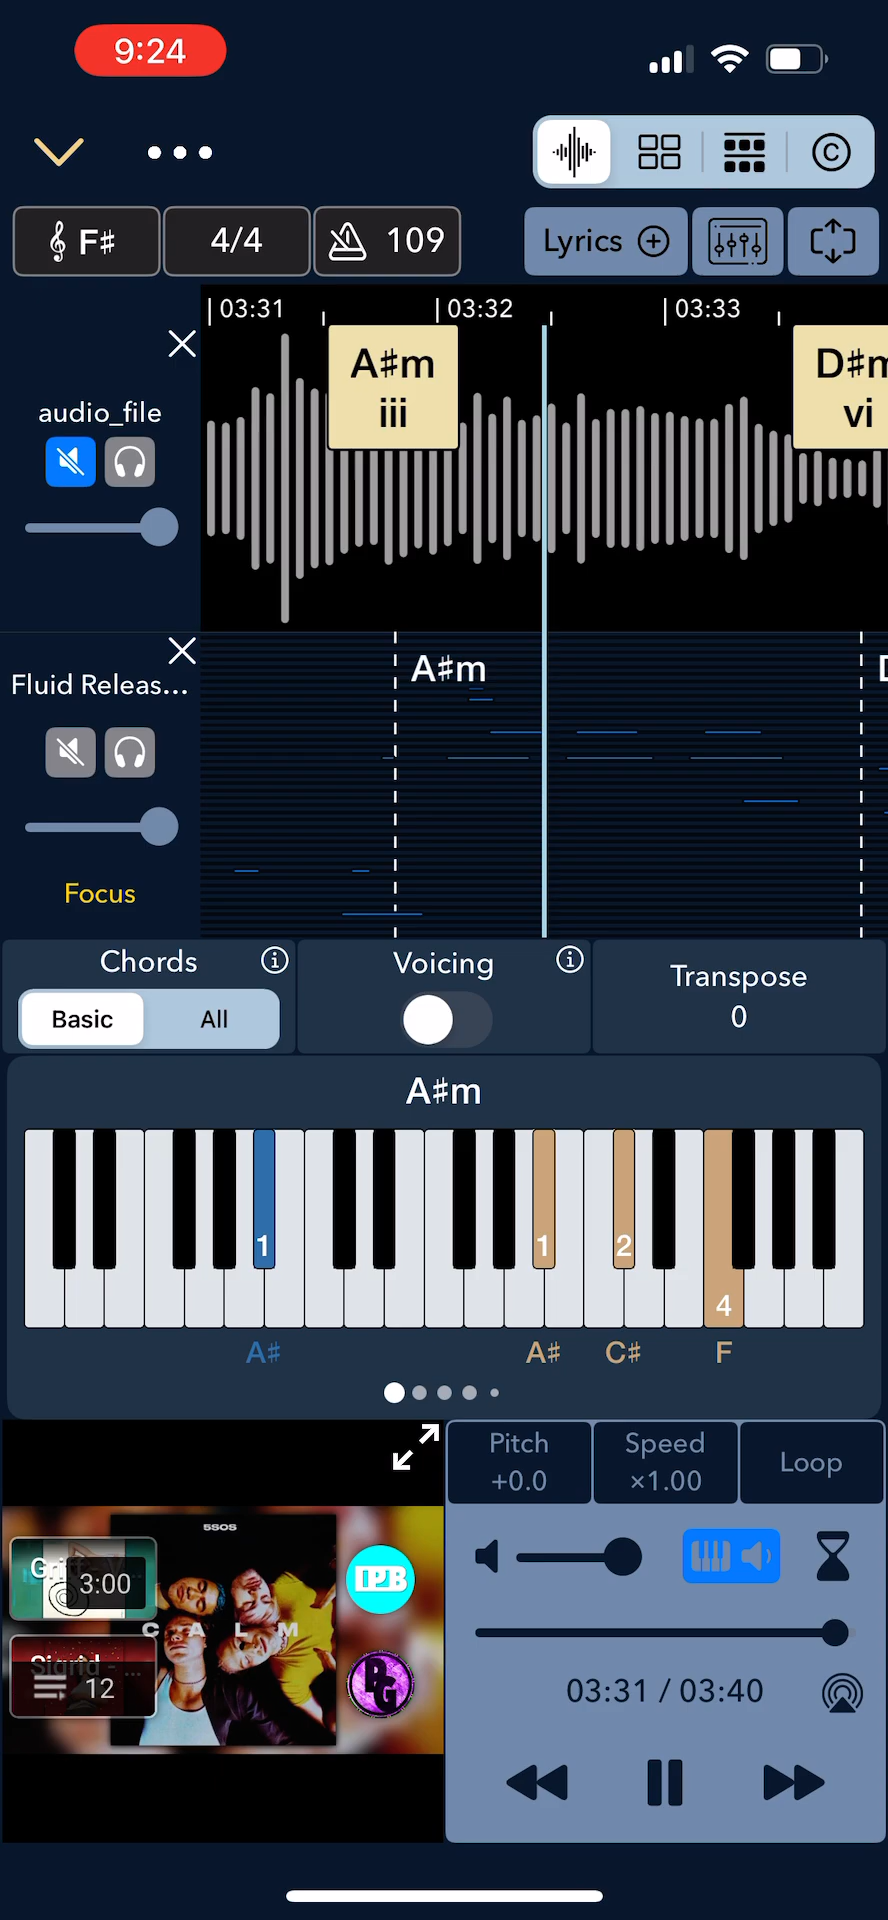 9:24
F♯
4/4
109
Lyrics
03:31
03:32
03:33
A♯m
iii
D♯m
vi
audio_file
A♯m
Fluid Releas...
Focus
Chords
Voicing
Transpose
Basic
All
0
A♯m
1
1
2
4
A♯
A♯
C♯
F
Pitch
+0.0
Speed
×1.00
Loop
5SOS
3:00
IPB
C A L M
Sigrid - ...
12
03:31 / 03:40